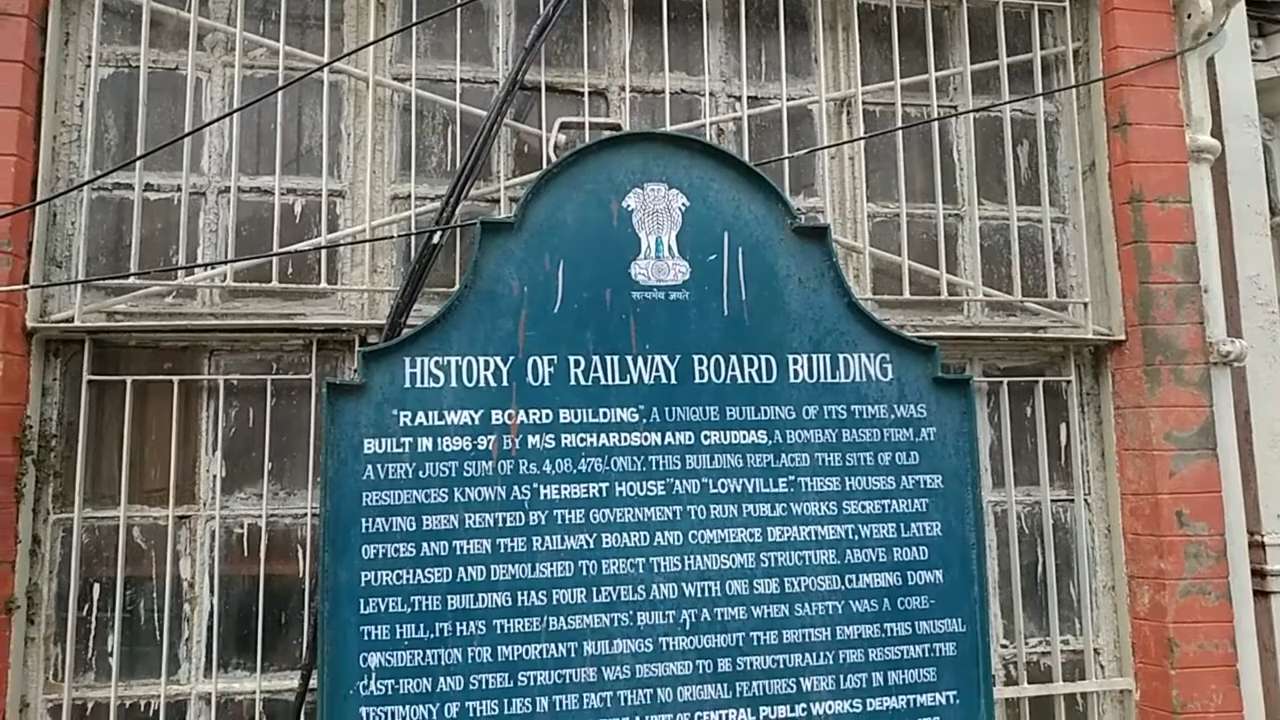 सत्यमेव जयते
HISTORY OF RAILWAY BOARD BUILDING
"RAILWAY BOARD BUILDING", A UNIQUE BUILDING OF ITS TIME, WAS
BUILT IN 1896-97 BY M/S RICHARDSON AND CRUDDAS, A BOMBAY BASED FIRM, AT
A VERY JUST SUM OF Rs. 4,08,476/-ONLY. THIS BUILDING REPLACED THE SITE OF OLD
RESIDENCES KNOWN AS "HERBERT HOUSE" AND "LOWVILLE". THESE HOUSES AFTER
HAVING BEEN RENTED BY THE GOVERNMENT TO RUN PUBLIC WORKS SECRETARIAT
OFFICES AND THEN THE RAILWAY BOARD AND COMMERCE DEPARTMENT, WERE LATER
PURCHASED AND DEMOLISHED TO ERECT THIS HANDSOME STRUCTURE. ABOVE ROAD
LEVEL, THE BUILDING HAS FOUR LEVELS AND WITH ONE SIDE EXPOSED, CLIMBING DOWN
THE HILL, IT HAS THREE 'BASEMENTS'. BUILT AT A TIME WHEN SAFETY WAS A CORE-
CONSIDERATION FOR IMPORTANT BUILDINGS THROUGHOUT THE BRITISH EMPIRE, THIS UNUSUAL
CAST-IRON AND STEEL STRUCTURE WAS DESIGNED TO BE STRUCTURALLY FIRE RESISTANT. THE
TESTIMONY OF THIS LIES IN THE FACT THAT NO ORIGINAL FEATURES WERE LOST IN INHOUSE
UNIT OF CENTRAL PUBLIC WORKS DEPARTMENT,